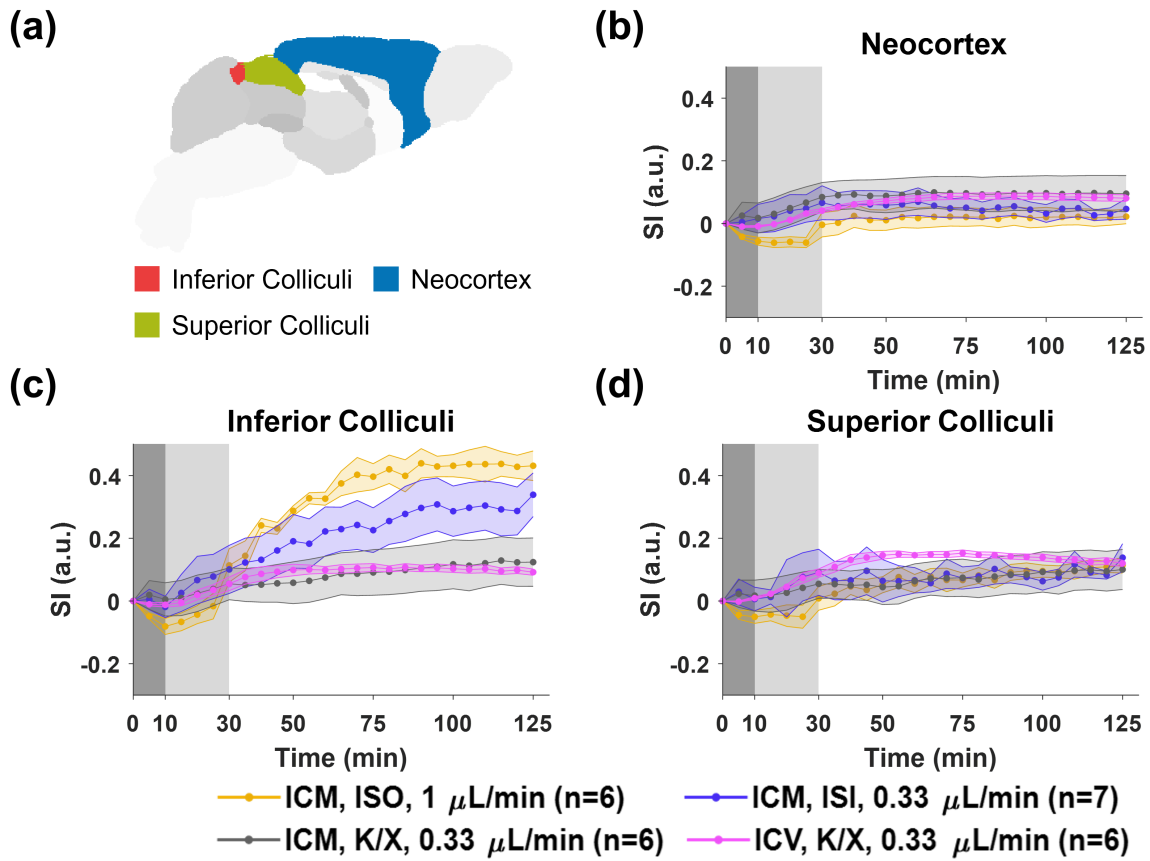 (a)
Inferior Colliculi
Neocortex
Superior Colliculi
(b)
Neocortex
SI (a.u.)
0.4
0.2
0
-0.2
0 10 30 50 75 100 125
Time (min)
(c)
Inferior Colliculi
SI (a.u.)
0.4
0.2
0
-0.2
0 10 30 50 75 100 125
Time (min)
(d)
Superior Colliculi
SI (a.u.)
0.4
0.2
0
-0.2
0 10 30 50 75 100 125
Time (min)
ICM, ISO, 1 μL/min (n=6)
ICM, ISI, 0.33 μL/min (n=7)
ICM, K/X, 0.33 μL/min (n=6)
ICV, K/X, 0.33 μL/min (n=6)